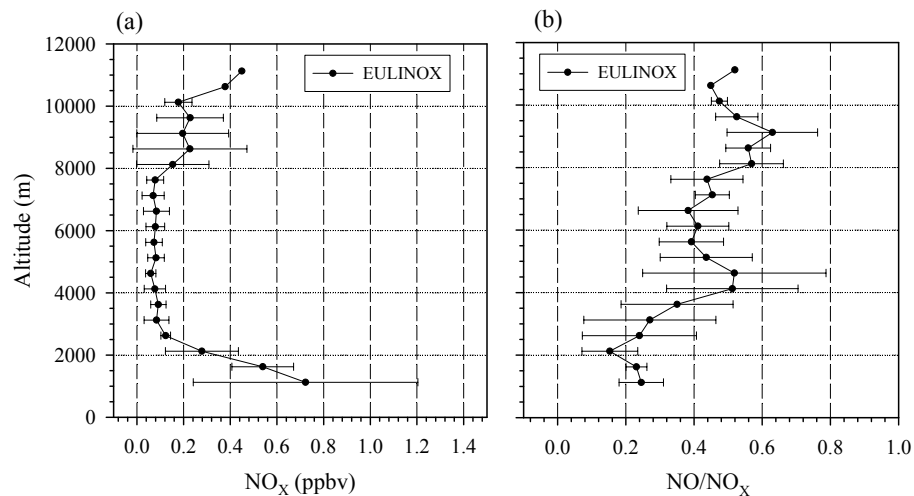 (a)
(b)
12000
10000
8000
6000
4000
2000
0
Altitude (m)
EULINOX
EULINOX
0.0 0.2 0.4 0.6 0.8 1.0 1.2 1.4
0.0 0.2 0.4 0.6 0.8 1.0
NOX (ppbv)
NO/NOX